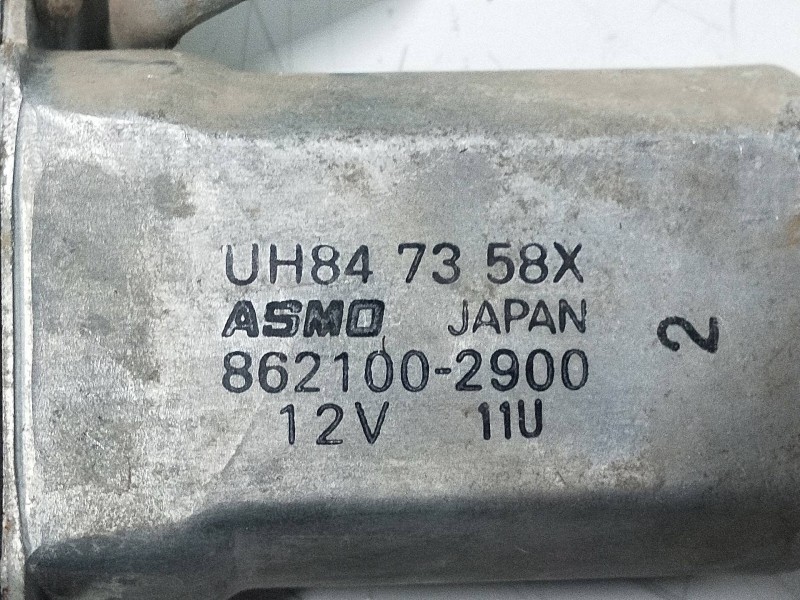 UH84 73 58X
ASMO JAPAN
862100-2900
12V 11U
2